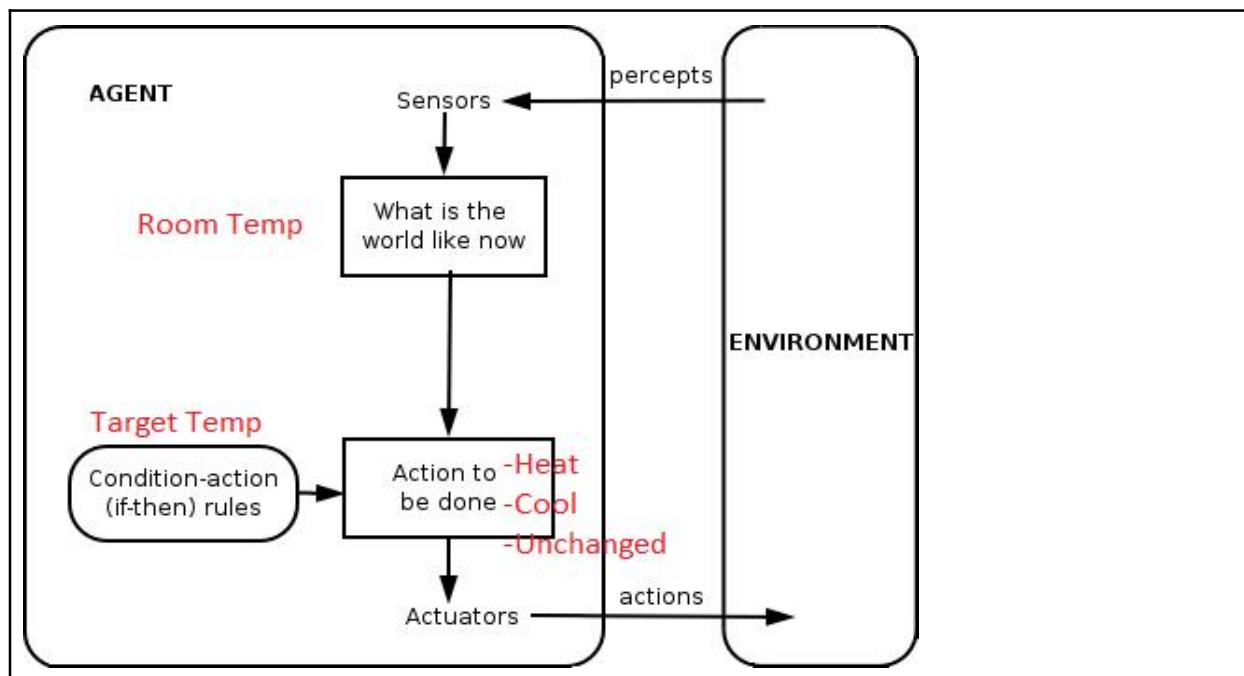 AGENT
percepts
Sensors
Room Temp
What is the
world like now
ENVIRONMENT
Target Temp
Condition-action
(if-then) rules
Action to
be done
-Heat
-Cool
-Unchanged
Actuators
actions